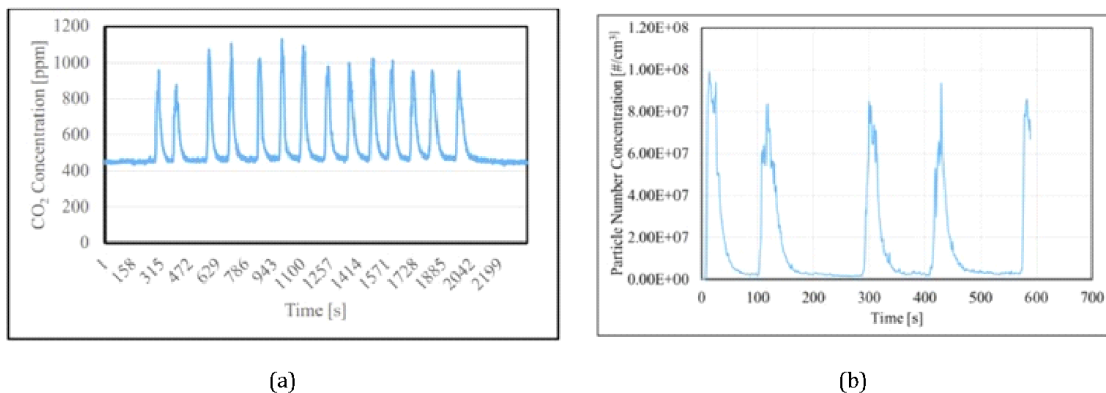 1200
1000
800
600
400
200
0
CO₂ Concentration [ppm]
1
158
315
472
629
786
943
1100
1257
1414
1571
1728
1885
2042
2199
Time [s]
(a)
1.20E+08
1.00E+08
8.00E+07
6.00E+07
4.00E+07
2.00E+07
0.00E+00
Particle Number Concentration [#/cm³]
0 100 200 300 400 500 600 700
Time [s]
(b)